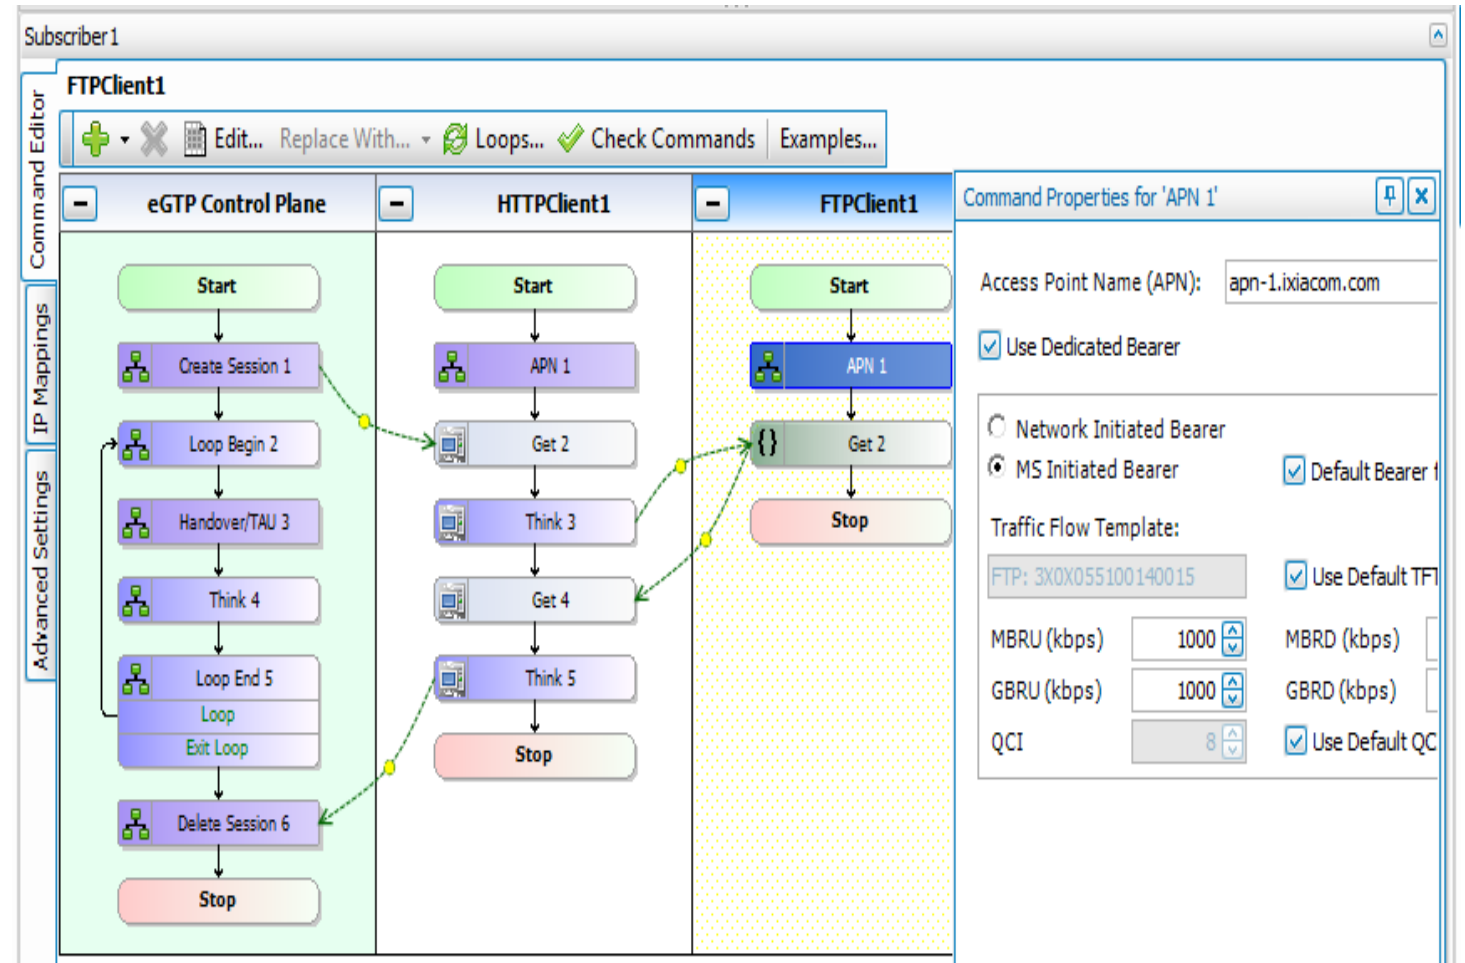 Subscriber1
FTPClient1
Edit... Replace With... Loops... Check Commands Examples...
Command Editor
IP Mappings
Advanced Settings
eGTP Control Plane
Start
Create Session 1
Loop Begin 2
Handover/TAU 3
Think 4
Loop End 5
Loop
Exit Loop
Delete Session 6
Stop
HTTPClient1
Start
APN 1
Get 2
Think 3
Get 4
Think 5
Stop
FTPClient1
Start
APN 1
{} Get 2
Stop
Command Properties for 'APN 1'
Access Point Name (APN): apn-1.ixiacom.com
Use Dedicated Bearer
Network Initiated Bearer
MS Initiated Bearer Default Bearer f
Traffic Flow Template:
FTP: 3X0X055100140015 Use Default TFT
MBRU (kbps) 1000 MBRD (kbps)
GBRU (kbps) 1000 GBRD (kbps)
QCI 8 Use Default QC